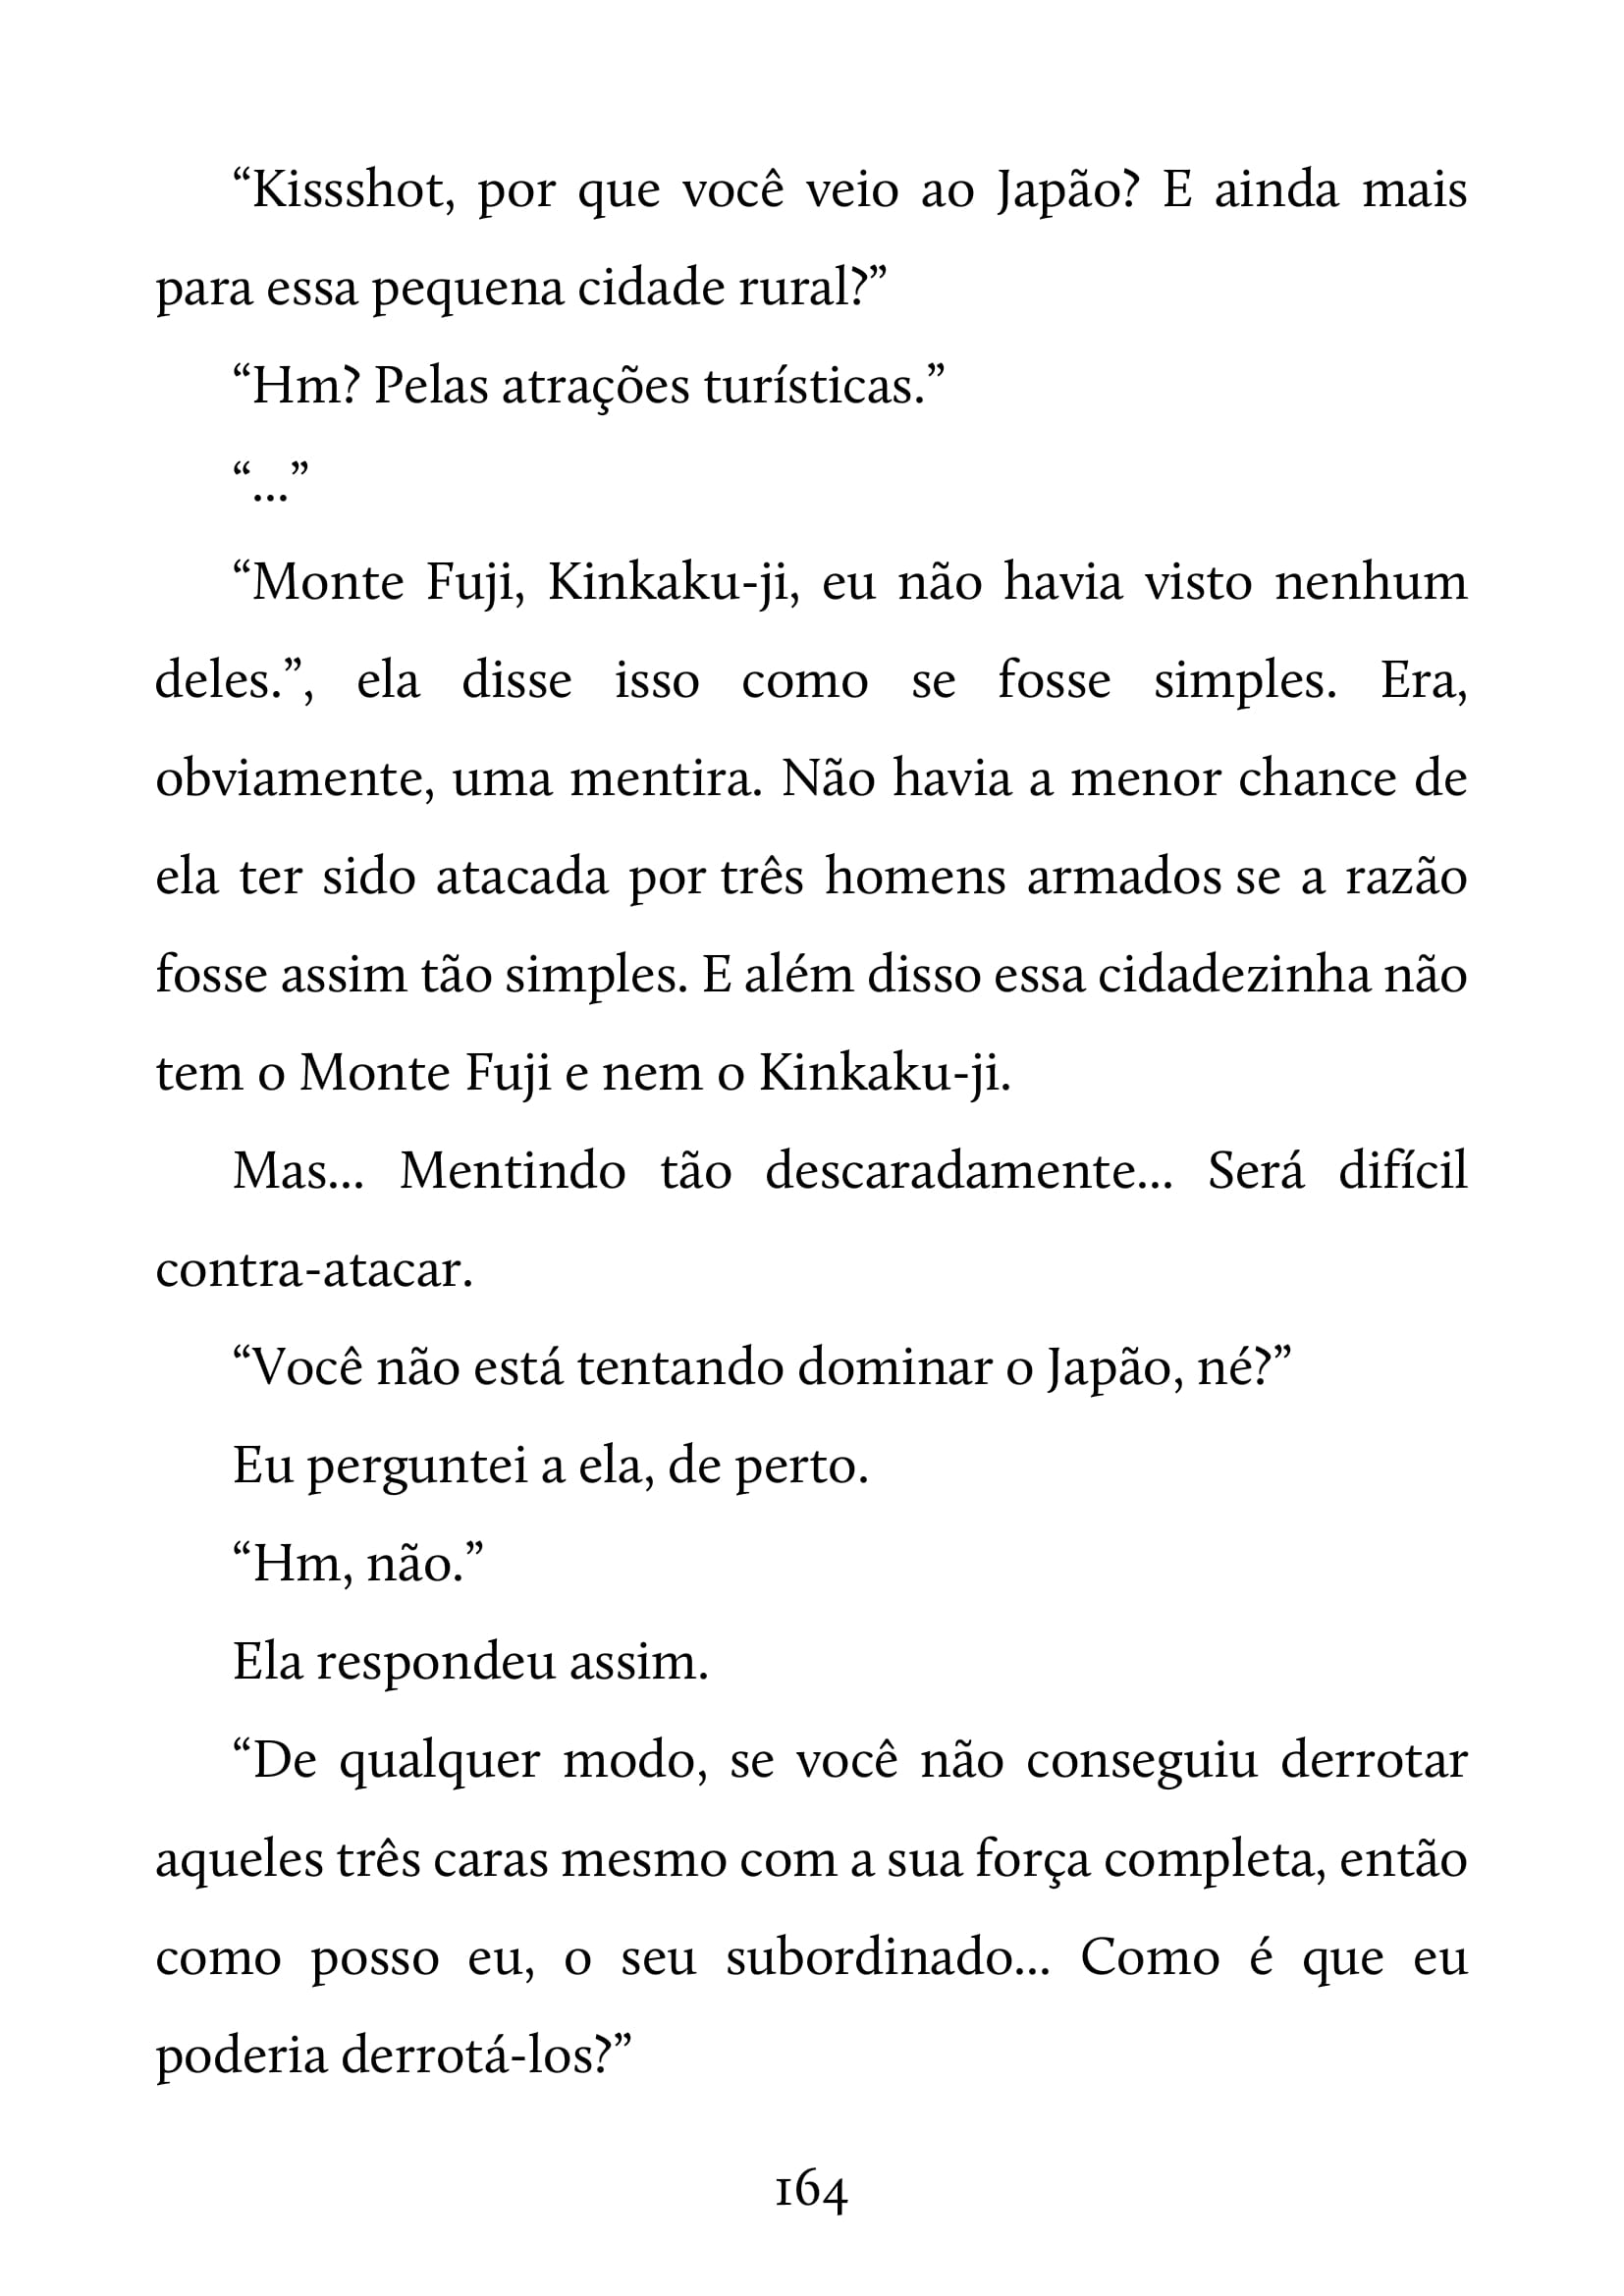 “Kissshot, por que você veio ao Japão? E ainda mais
para essa pequena cidade rural?”
“Hm? Pelas atrações turísticas.”
“...”
“Monte Fuji, Kinkaku-ji, eu não havia visto nenhum
deles.”, ela disse isso como se fosse simples. Era,
obviamente, uma mentira. Não havia a menor chance de
ela ter sido atacada por três homens armados se a razão
fosse assim tão simples. E além disso essa cidadezinha não
tem o Monte Fuji e nem o Kinkaku-ji.
Mas... Mentindo tão descaradamente... Será difícil
contra-atacar.
“Você não está tentando dominar o Japão, né?”
Eu perguntei a ela, de perto.
“Hm, não.”
Ela respondeu assim.
“De qualquer modo, se você não conseguiu derrotar
aqueles três caras mesmo com a sua força completa, então
como posso eu, o seu subordinado... Como é que eu
poderia derrotá-los?”
164